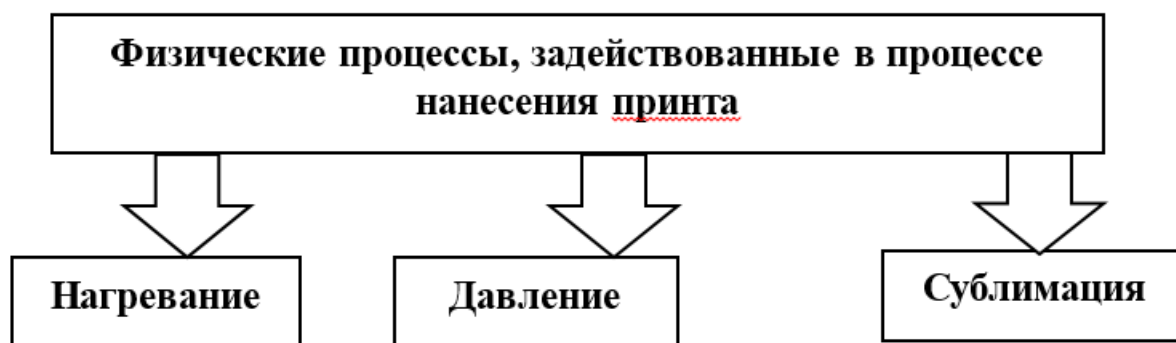 Физические процессы, задействованные в процессе
нанесения принта
Нагревание
Давление
Сублимация